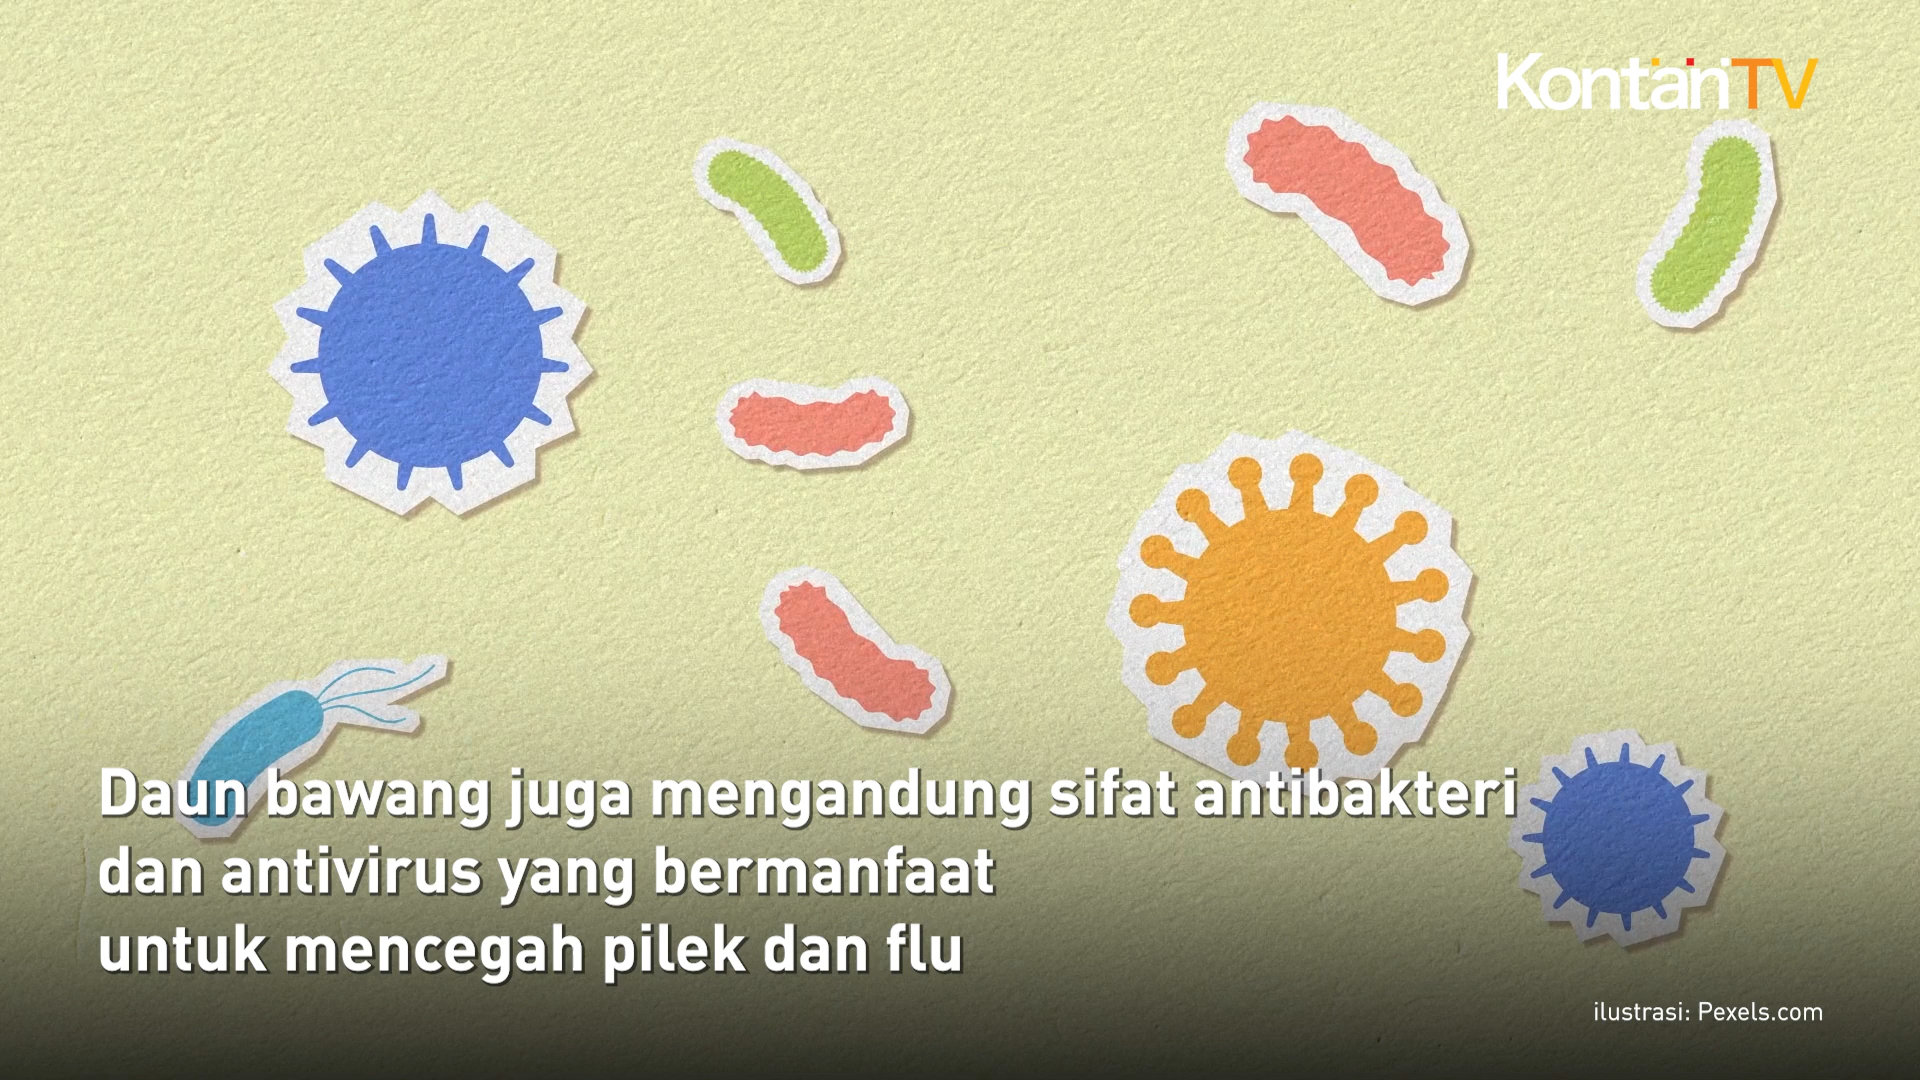 KontanTV
Daun bawang juga mengandung sifat antibakteri
dan antivirus yang bermanfaat
untuk mencegah pilek dan flu
ilustrasi: Pexels.com